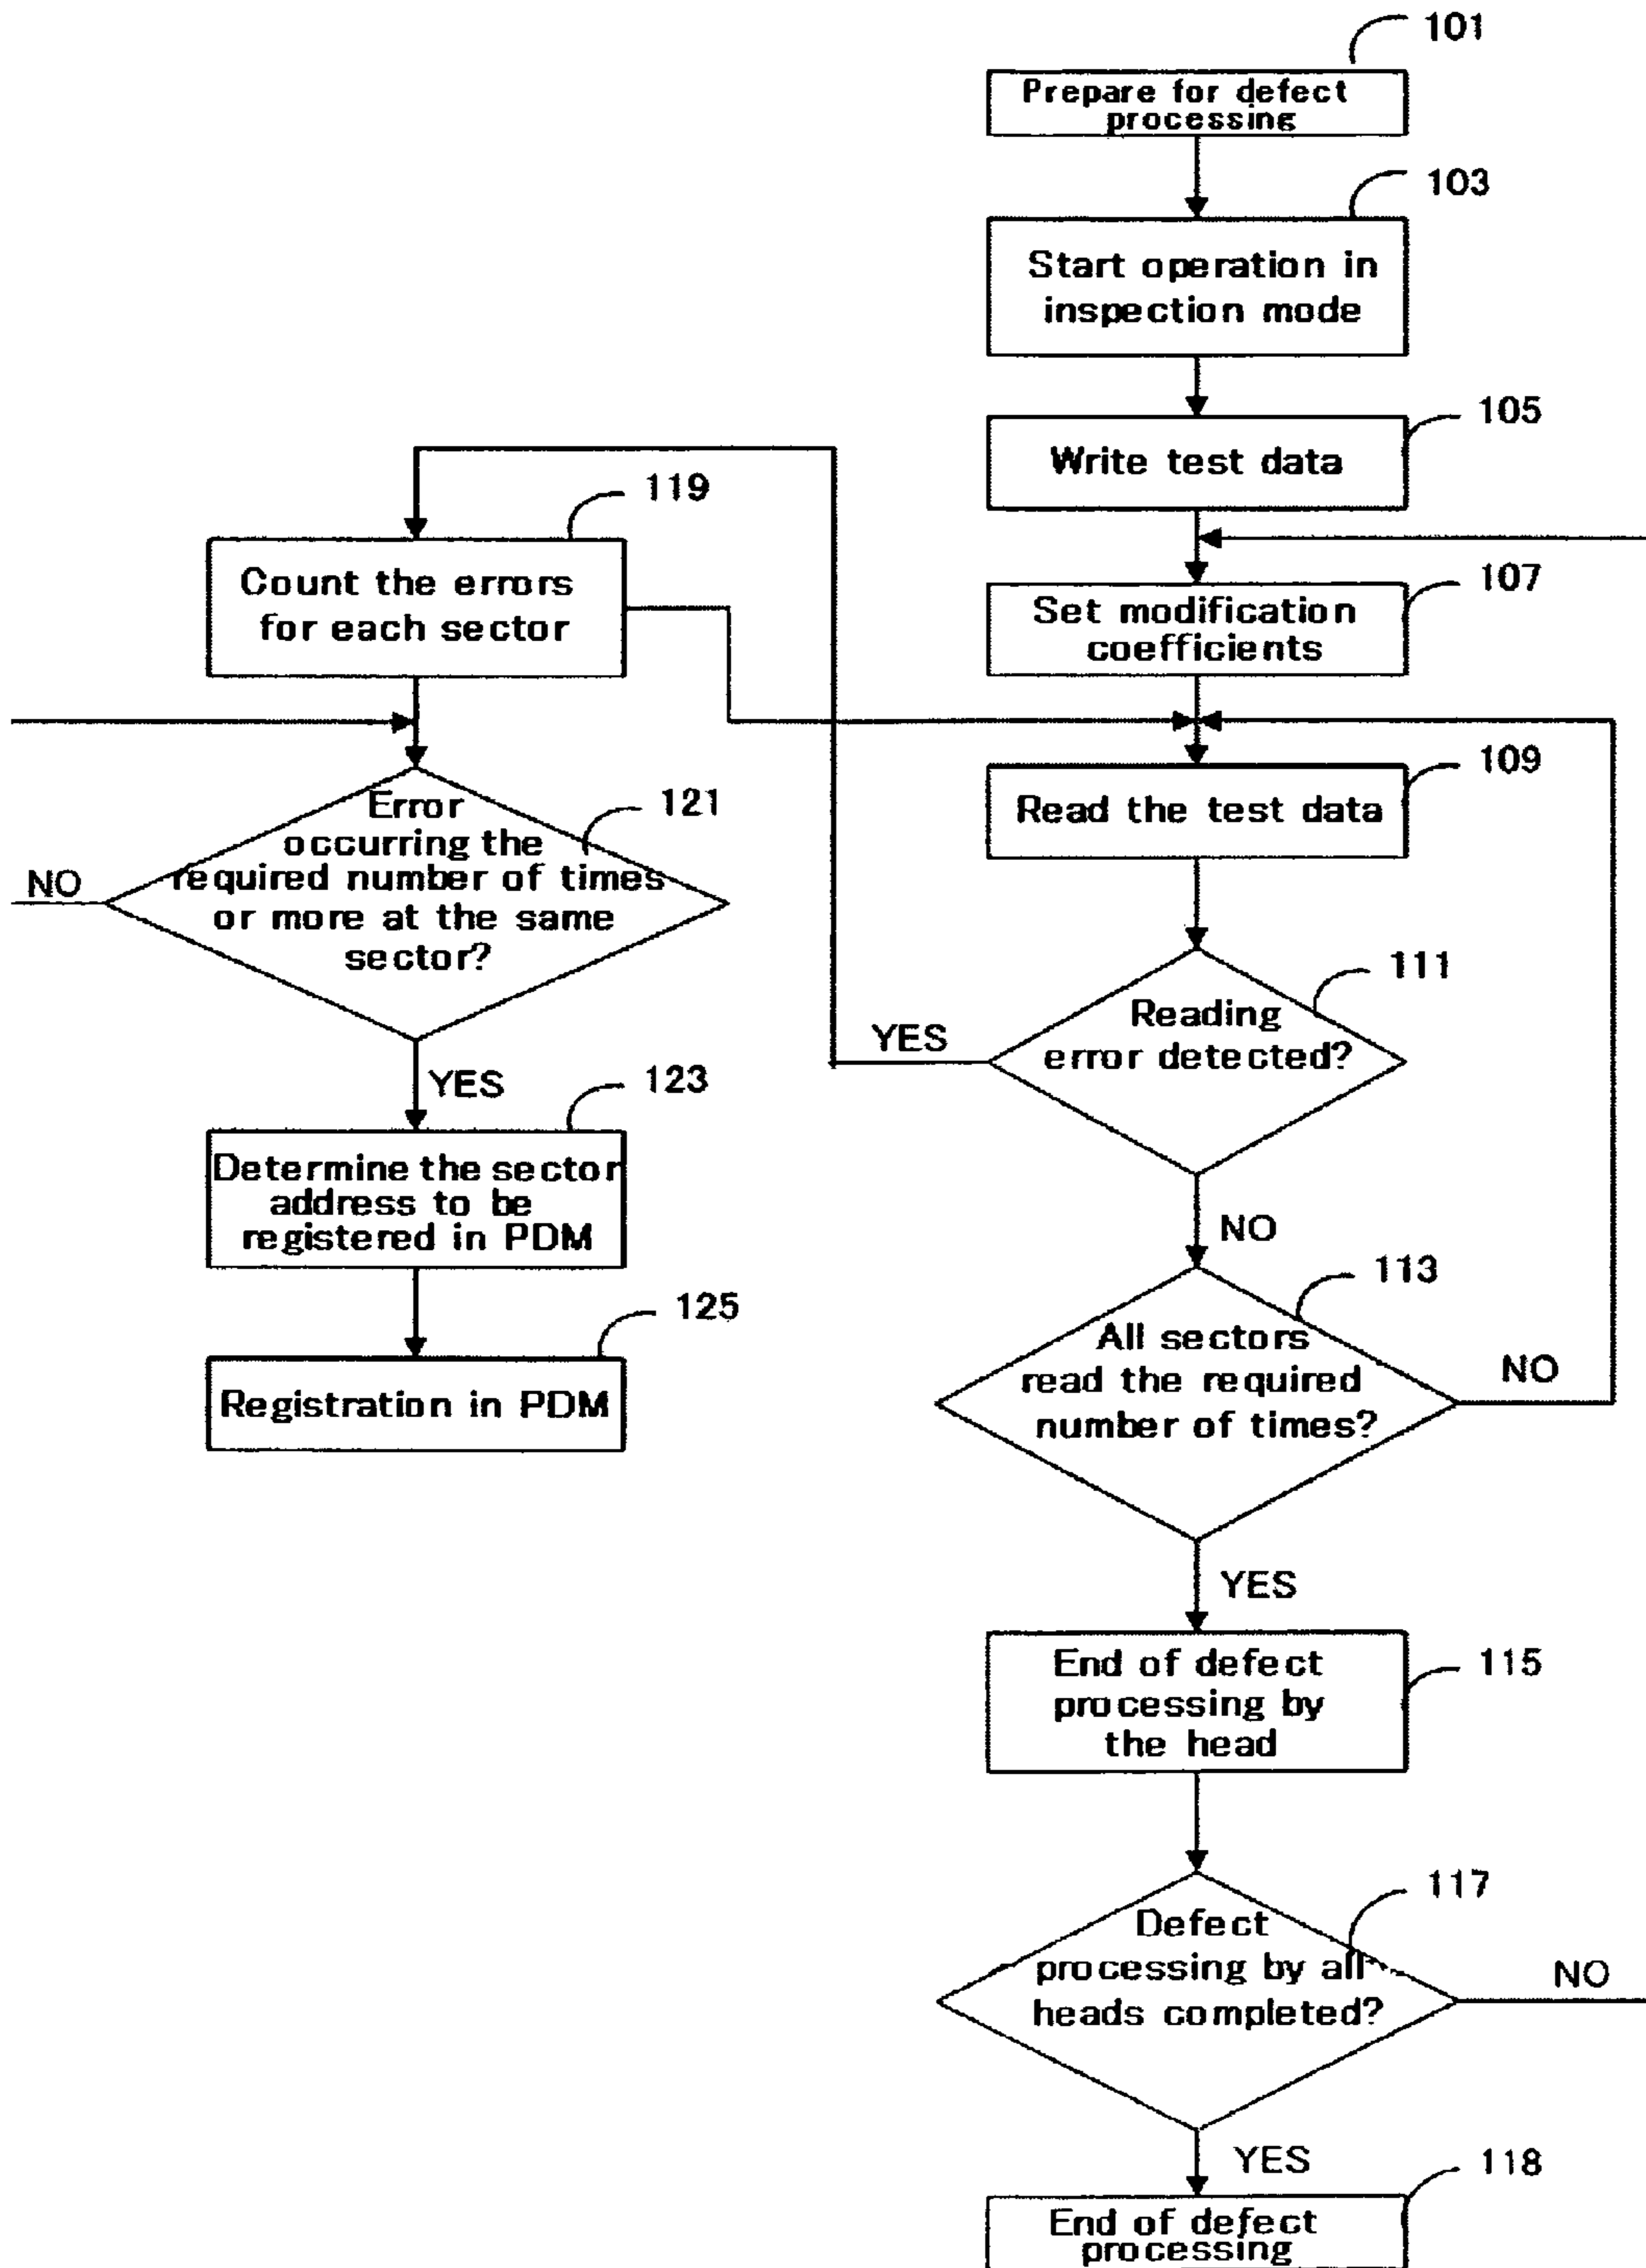 101
Prepare for defect
processing
103
Start operation in
inspection mode
105
Write test data
119
Count the errors
for each sector
107
Set modification
coefficients
109
Read the test data
121
Error
occurring the
required number of times
or more at the same
sector?
NO
111
Reading
error detected?
YES
YES
123
Determine the sector
address to be
registered in PDM
NO
113
All sectors
read the required
number of times?
NO
125
Registration in PDM
YES
115
End of defect
processing by
the head
117
Defect
processing by all
heads completed?
NO
YES
118
End of defect
processing